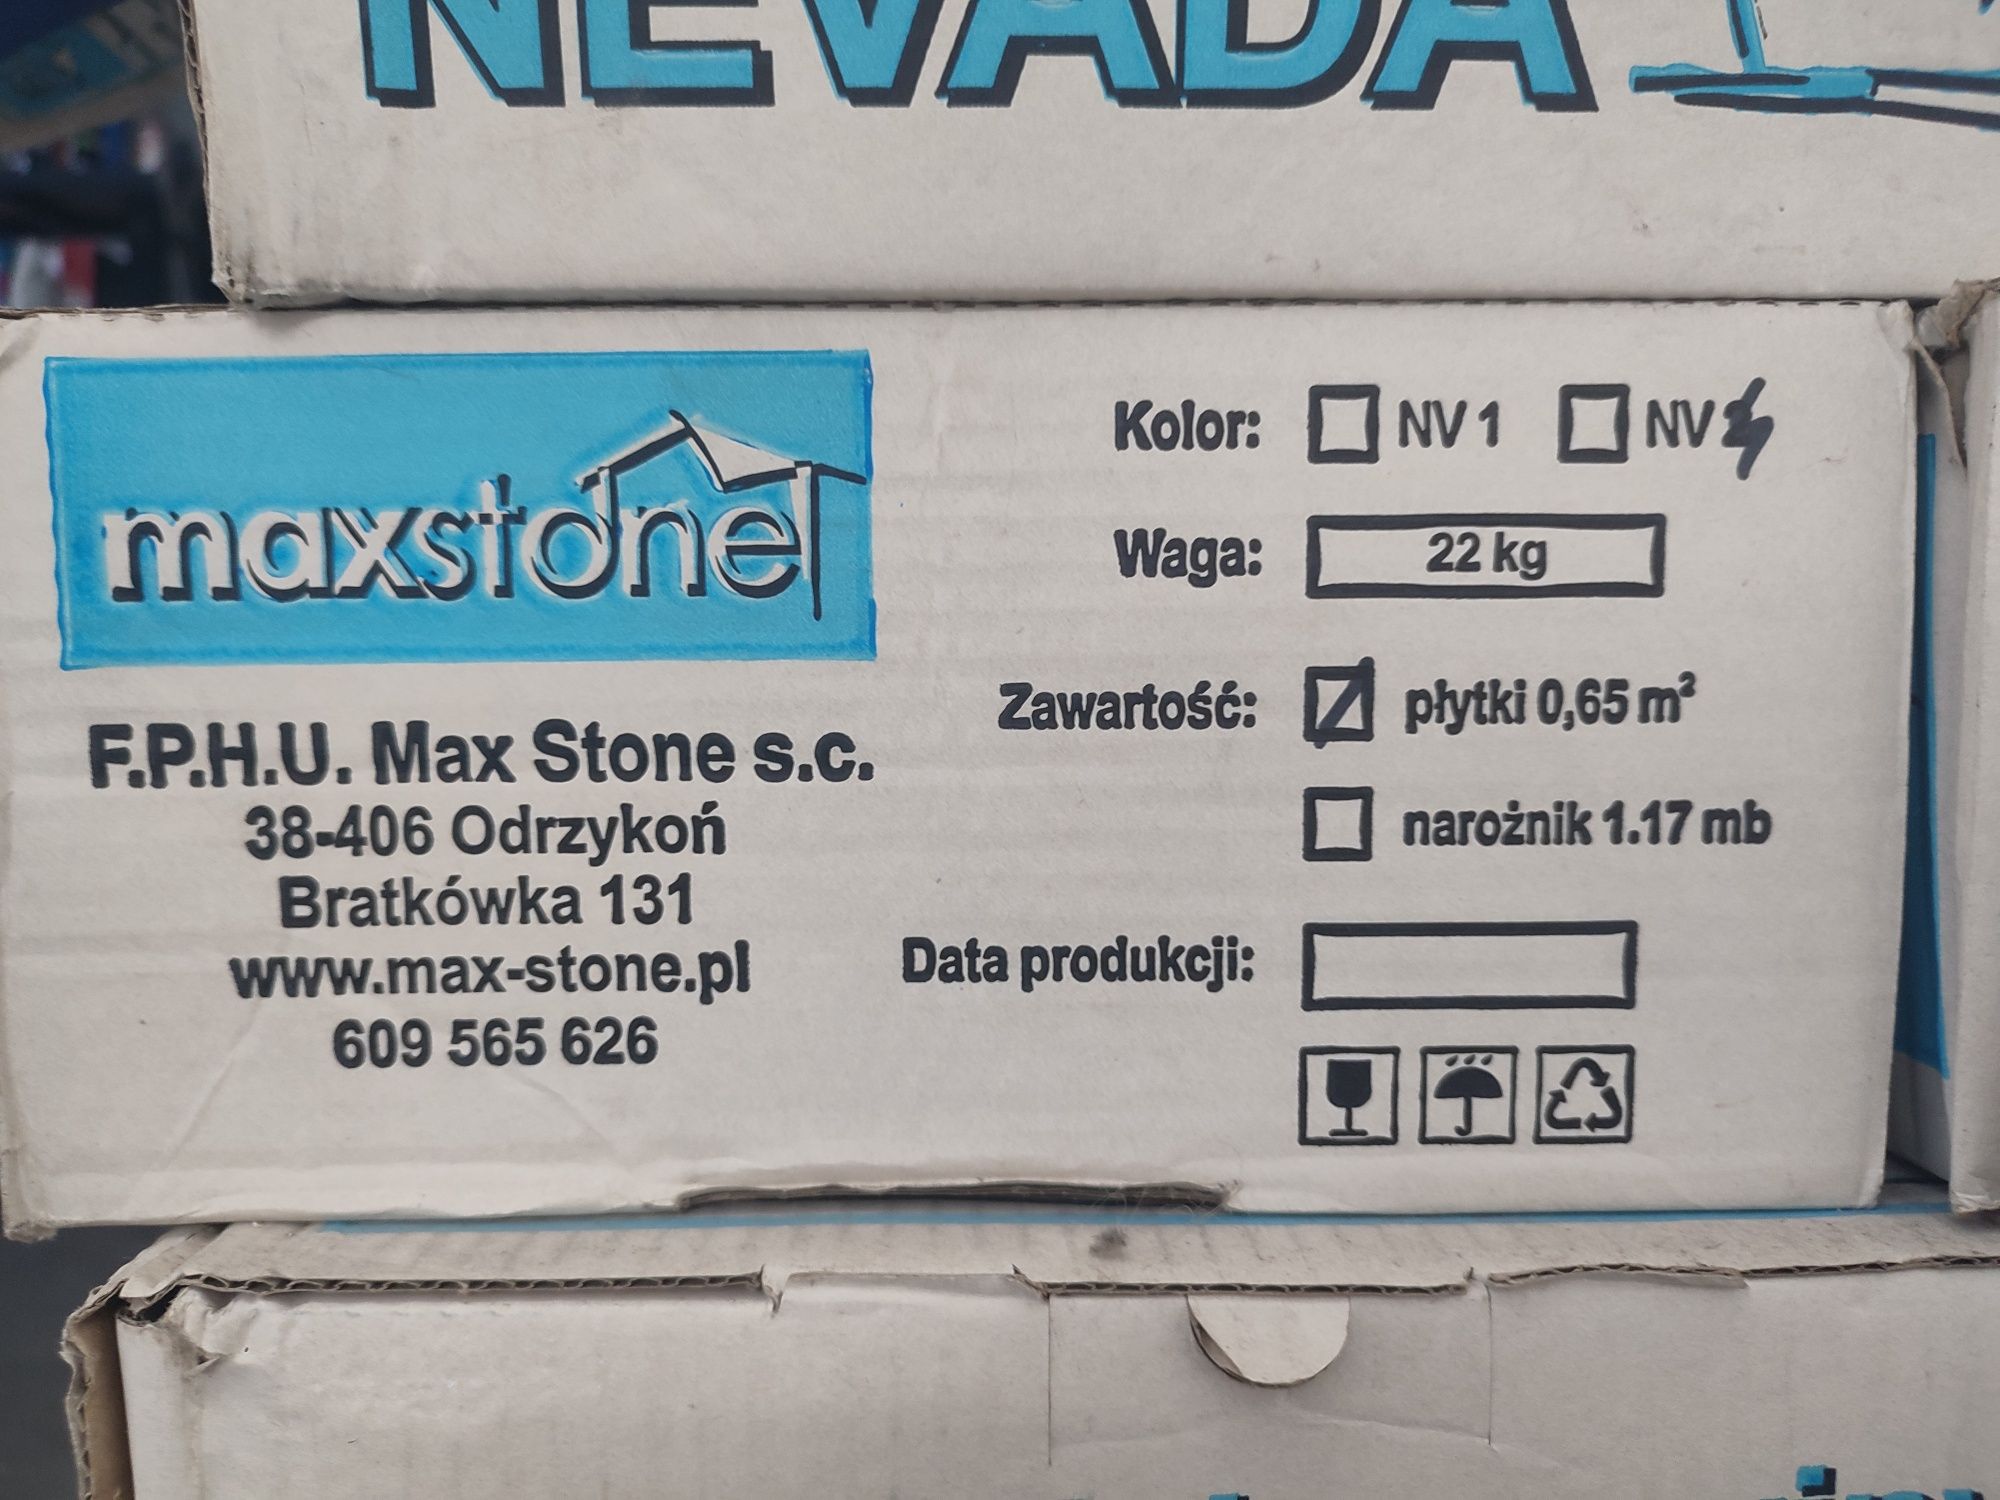 NEVADA
maxstone
F.P.H.U. Max Stone s.c.
38-406 Odrzykoń
Bratkówka 131
www.max-stone.pl
609 565 626
Kolor: NV 1 NV
Waga: 22 kg
Zawartość: płytki 0,65 m²
narożnik 1.17 mb
Data produkcji: